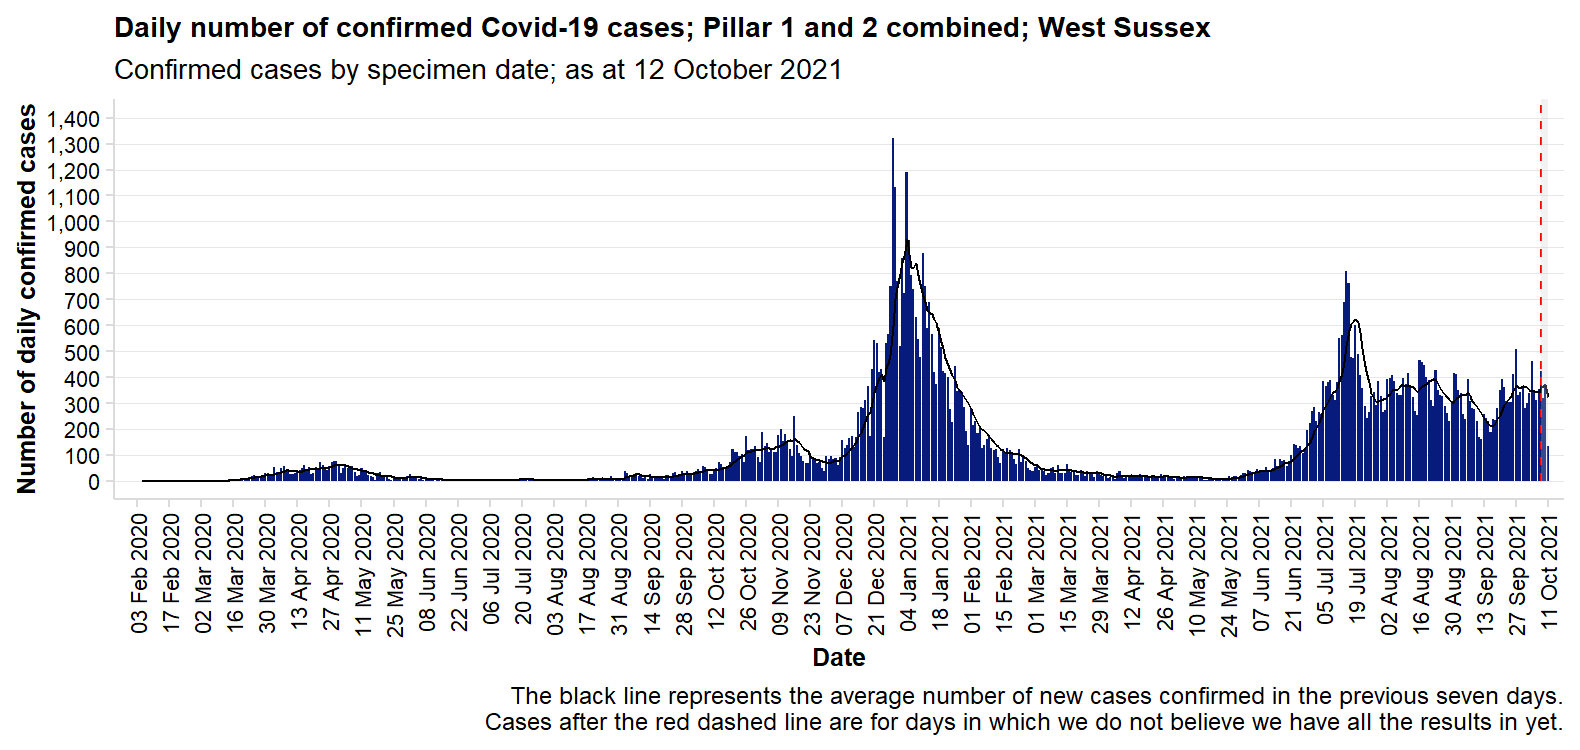 Daily number of confirmed Covid-19 cases; Pillar 1 and 2 combined; West Sussex
Confirmed cases by specimen date; as at 12 October 2021
Number of daily confirmed cases
1,400
1,300
1,200
1,100
1,000
900
800
700
600
500
400
300
200
100
0
03 Feb 2020
17 Feb 2020
02 Mar 2020
16 Mar 2020
30 Mar 2020
13 Apr 2020
27 Apr 2020
11 May 2020
25 May 2020
08 Jun 2020
22 Jun 2020
06 Jul 2020
20 Jul 2020
03 Aug 2020
17 Aug 2020
31 Aug 2020
14 Sep 2020
28 Sep 2020
12 Oct 2020
26 Oct 2020
09 Nov 2020
23 Nov 2020
07 Dec 2020
21 Dec 2020
04 Jan 2021
18 Jan 2021
01 Feb 2021
15 Feb 2021
01 Mar 2021
15 Mar 2021
29 Mar 2021
12 Apr 2021
26 Apr 2021
10 May 2021
24 May 2021
07 Jun 2021
21 Jun 2021
05 Jul 2021
19 Jul 2021
02 Aug 2021
16 Aug 2021
30 Aug 2021
13 Sep 2021
27 Sep 2021
11 Oct 2021
Date
The black line represents the average number of new cases confirmed in the previous seven days.
Cases after the red dashed line are for days in which we do not believe we have all the results in yet.